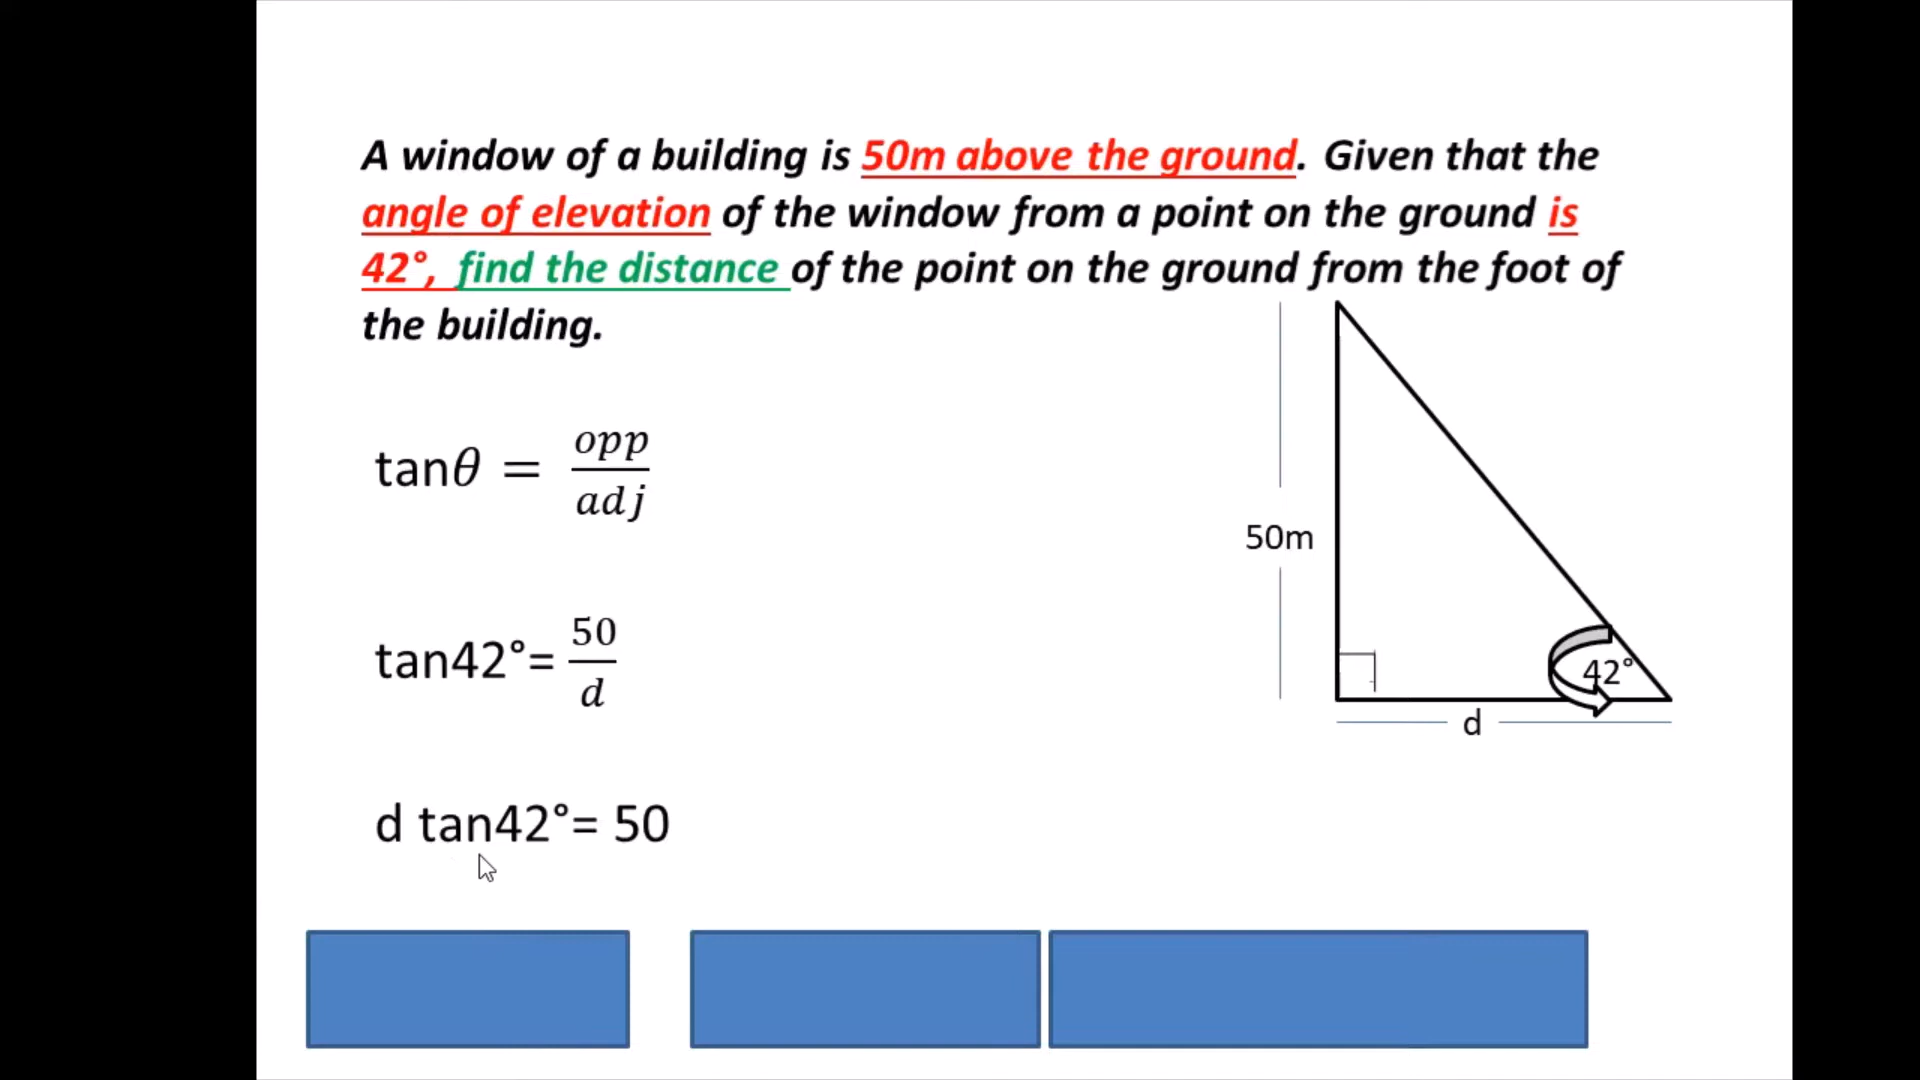 A window of a building is 50m above the ground. Given that the
angle of elevation of the window from a point on the ground is
42°, find the distance of the point on the ground from the foot of
the building.
tanθ = opp/adj
50m
tan42°= 50/d
42°
d
d tan42°= 50